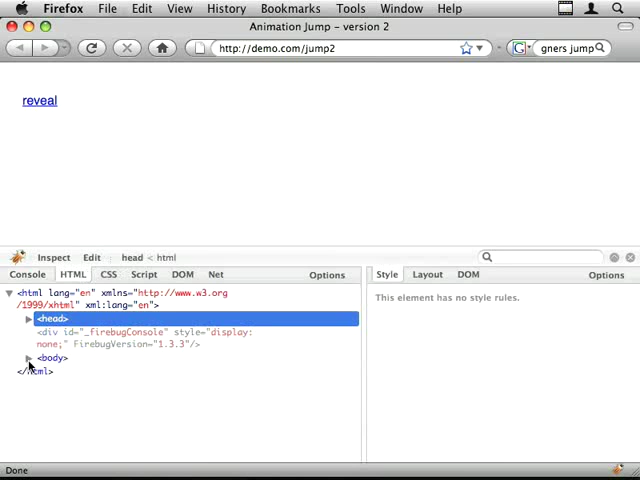 Firefox File Edit View History Bookmarks Tools Window Help
Animation Jump - version 2
http://demo.com/jump2
G gners jump
reveal
Inspect Edit head < html
Console HTML CSS Script DOM Net Options
Style Layout DOM Options
<html lang="en" xmlns="http://www.w3.org
/1999/xhtml" xml:lang="en">
<head>
<div id="_firebugConsole" style="display:
none;" FirebugVersion="1.3.3"/>
<body>
</html>
This element has no style rules.
Done